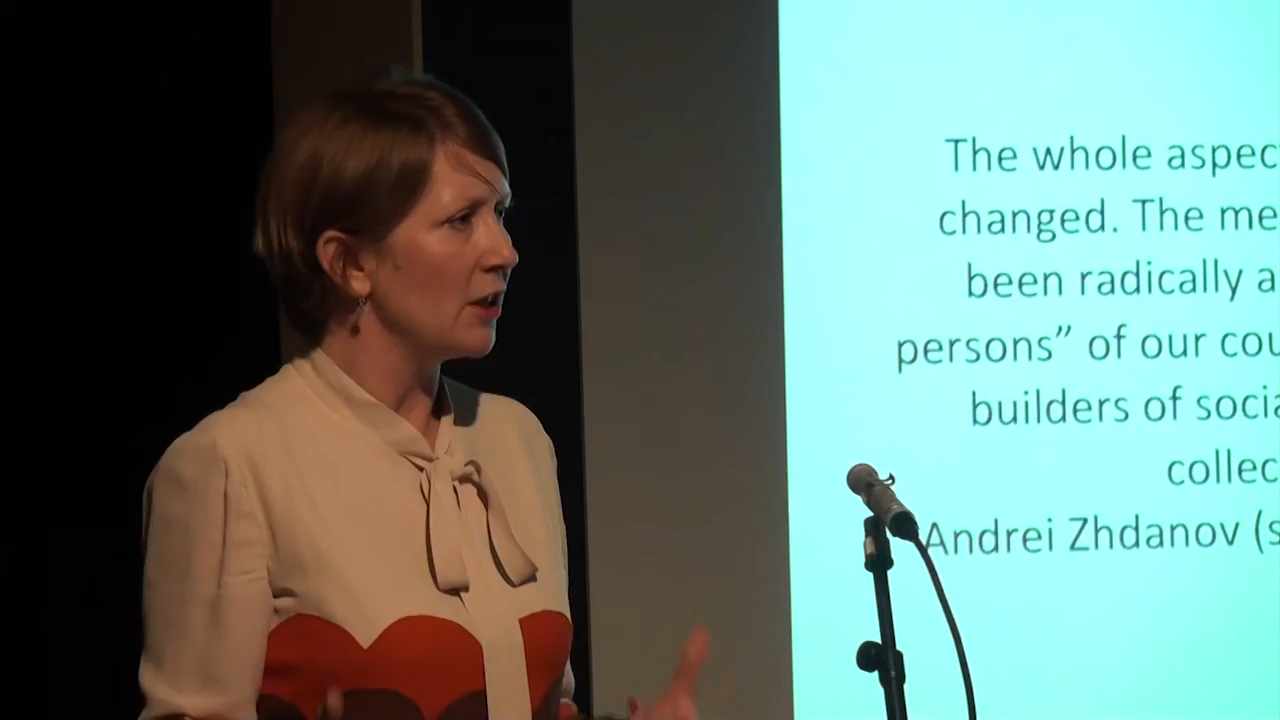 The whole aspec
changed. The me
been radically a
persons” of our cou
builders of socia
collec
Andrei Zhdanov (s